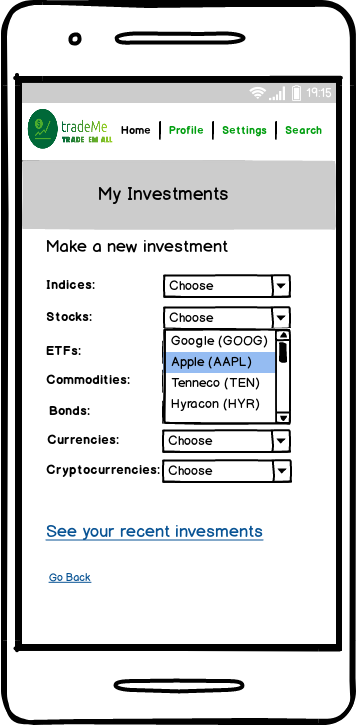 19:15
tradeMe
TRADE EM ALL
Home Profile Settings Search
My Investments
Make a new investment
Indices: Choose
Stocks: Choose
Google (GOOG)
ETFs:
Apple (AAPL)
Commodities:
Tenneco (TEN)
Bonds:
Hyracon (HYR)
Currencies: Choose
Cryptocurrencies: Choose
See your recent invesments
Go Back